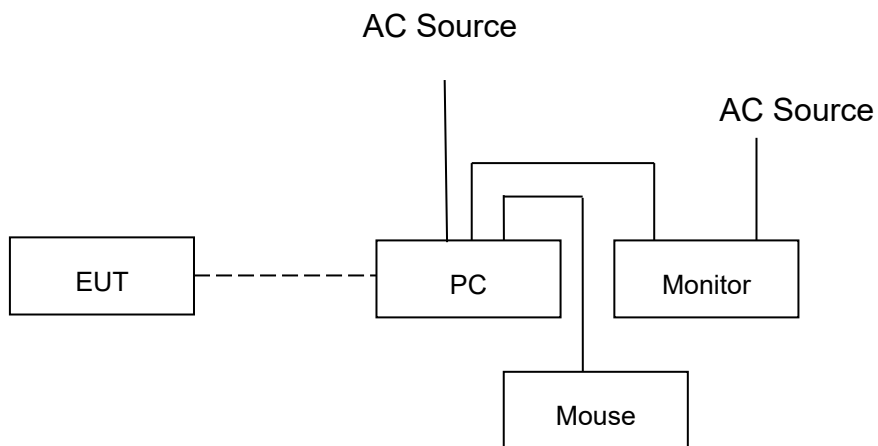 AC Source
AC Source
EUT
PC
Monitor
Mouse